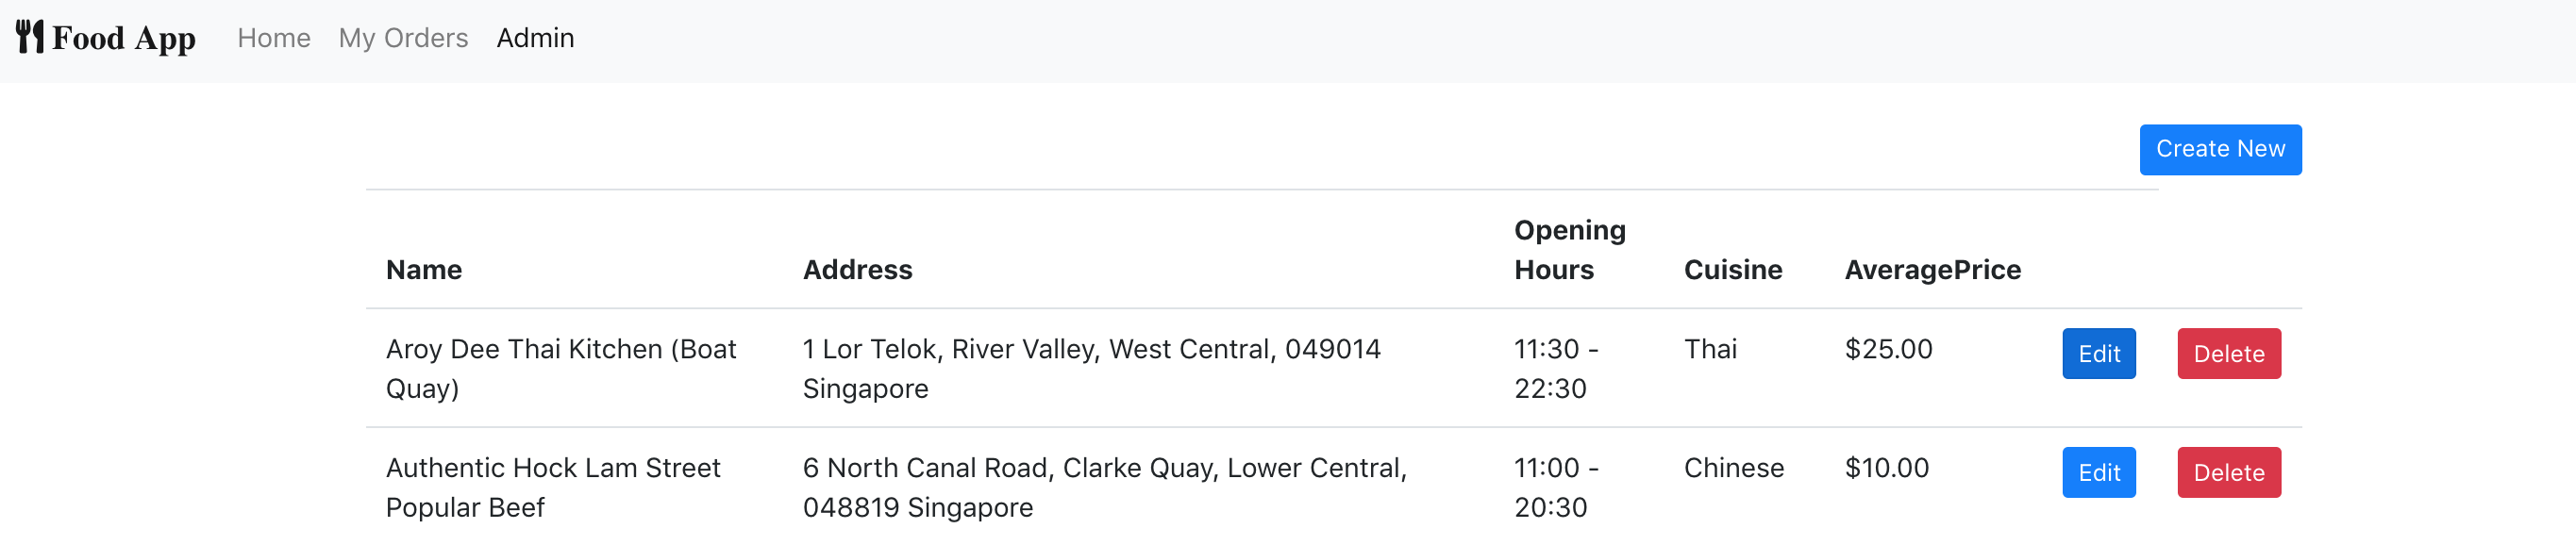 Food App Home My Orders Admin
Create New
Opening
Name Address Hours Cuisine AveragePrice
Aroy Dee Thai Kitchen (Boat 1 Lor Telok, River Valley, West Central, 049014 11:30 - Thai $25.00 Edit Delete
Quay) Singapore 22:30
Authentic Hock Lam Street 6 North Canal Road, Clarke Quay, Lower Central, 11:00 - Chinese $10.00 Edit Delete
Popular Beef 048819 Singapore 20:30